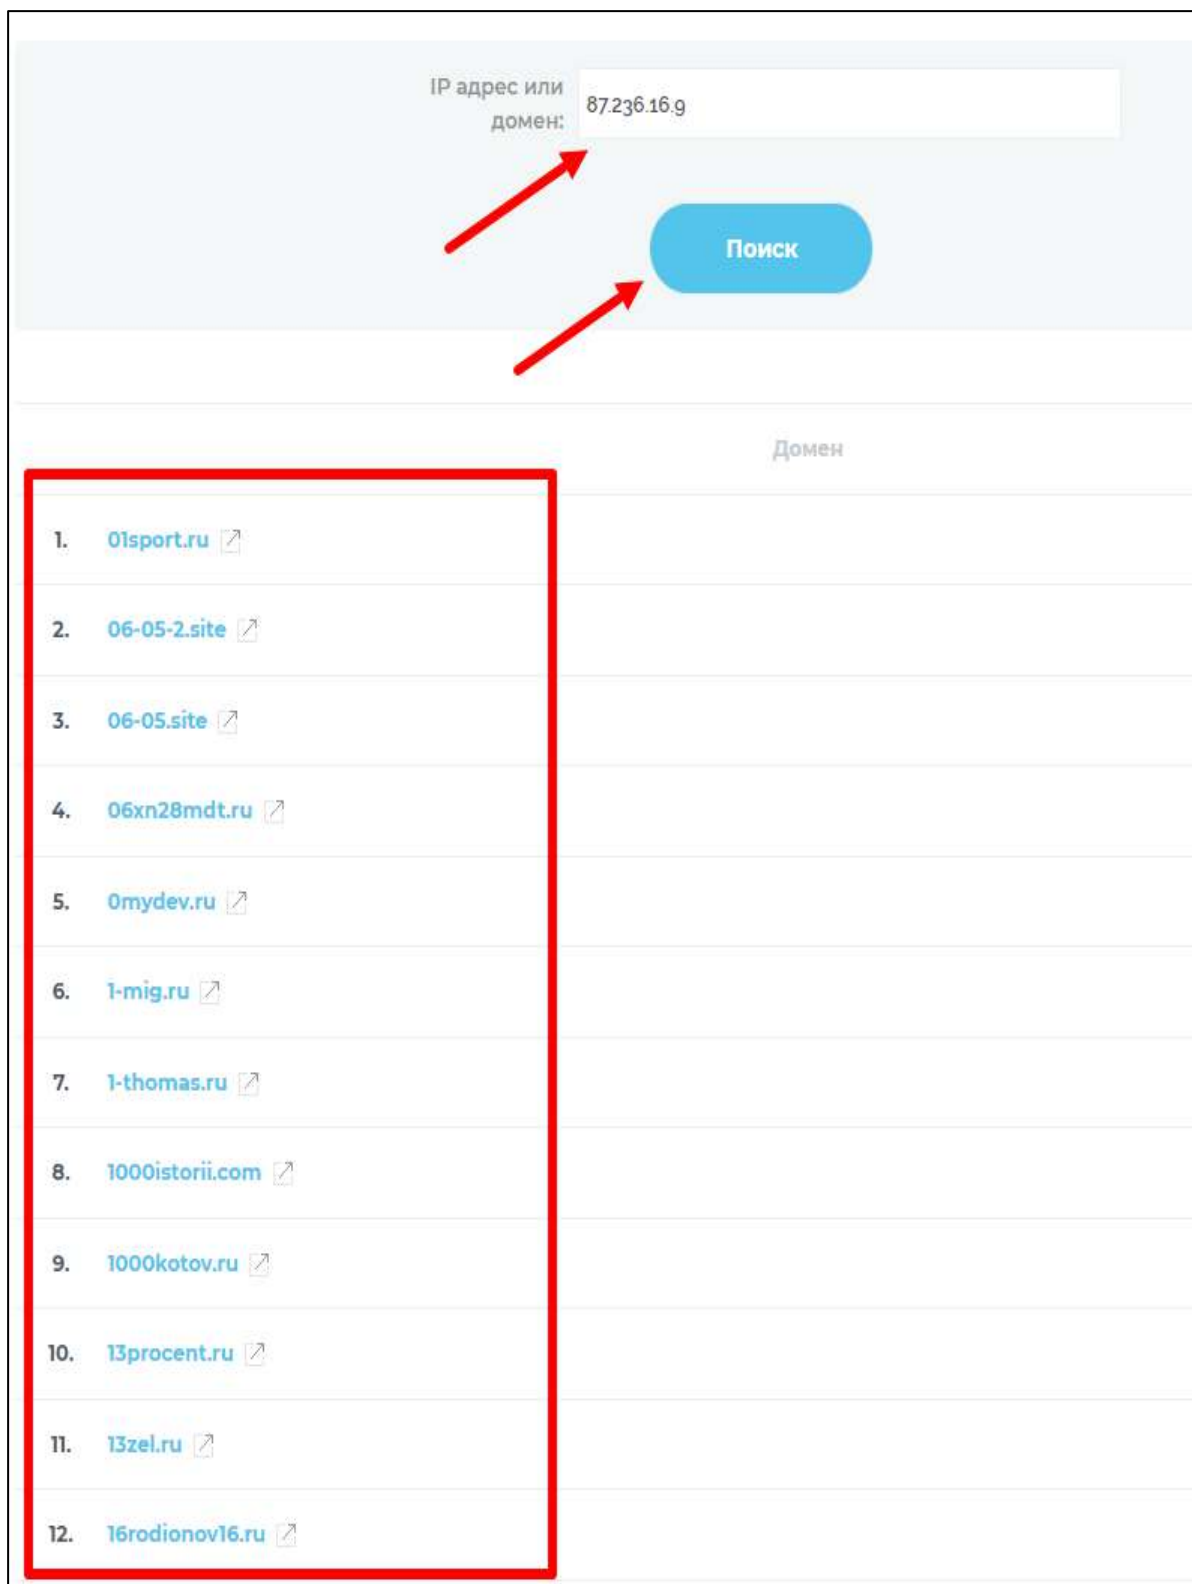 IP адрес или
домен:
87.236.16.9
Поиск
Домен
1. 01sport.ru
2. 06-05-2.site
3. 06-05.site
4. 06xn28mdt.ru
5. 0mydev.ru
6. 1-mig.ru
7. 1-thomas.ru
8. 1000istorii.com
9. 1000kotov.ru
10. 13procent.ru
11. 13zel.ru
12. 16rodionov16.ru